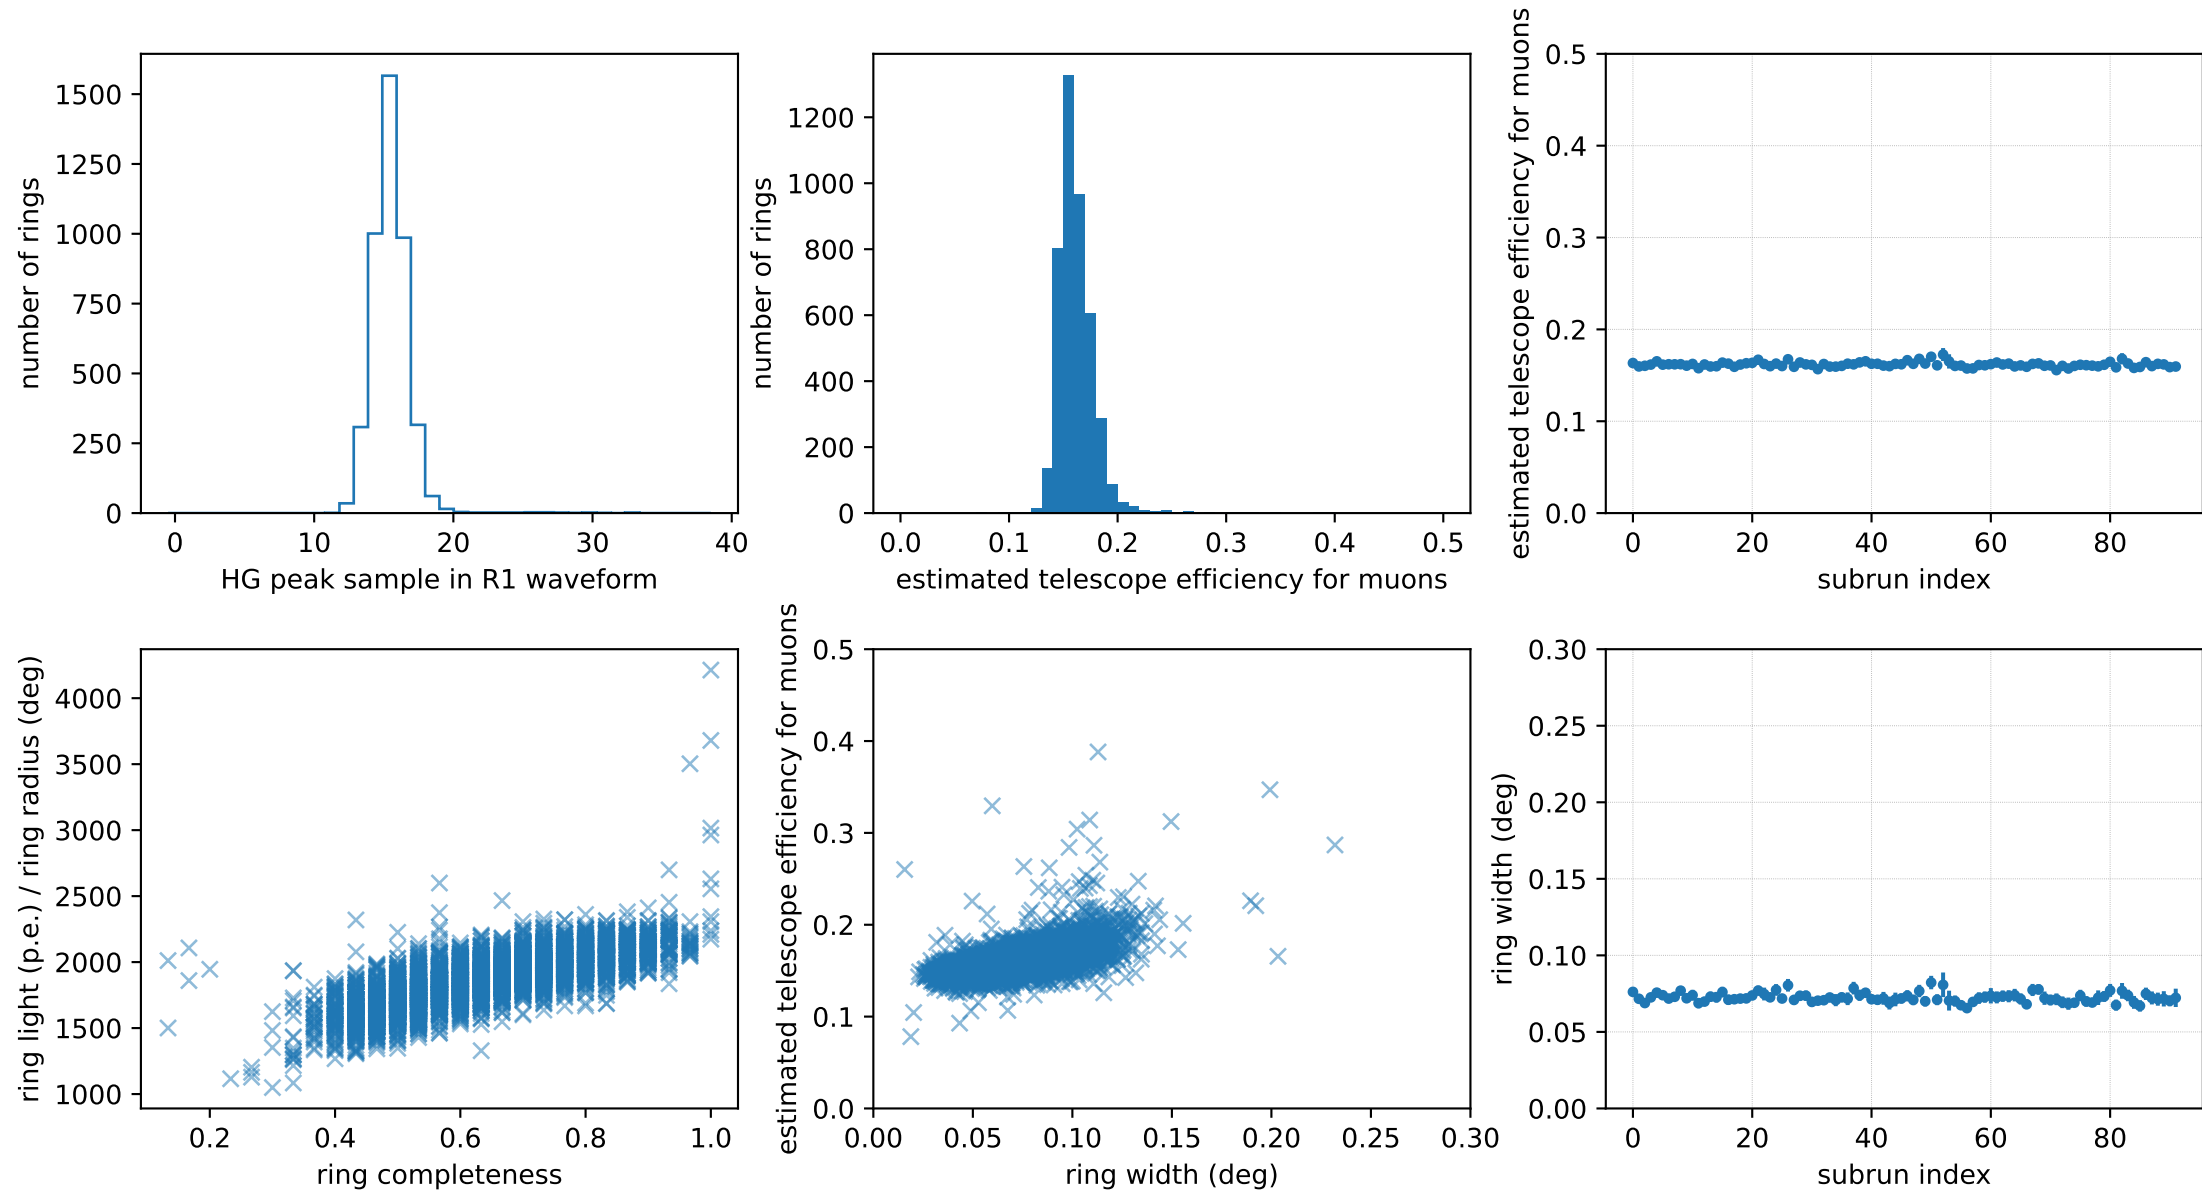 1500
1250
1000
750
500
250
0
number of rings
0 10 20 30 40
HG peak sample in R1 waveform
1200
1000
800
600
400
200
0
number of rings
0.0 0.1 0.2 0.3 0.4 0.5
estimated telescope efficiency for muons
0.5
0.4
0.3
0.2
0.1
0.0
estimated telescope efficiency for muons
0 20 40 60 80
subrun index
4000
3500
3000
2500
2000
1500
1000
ring light (p.e.) / ring radius (deg)
0.2 0.4 0.6 0.8 1.0
ring completeness
0.5
0.4
0.3
0.2
0.1
0.0
estimated telescope efficiency for muons
0.00 0.05 0.10 0.15 0.20 0.25 0.30
ring width (deg)
0.30
0.25
0.20
0.15
0.10
0.05
0.00
ring width (deg)
0 20 40 60 80
subrun index